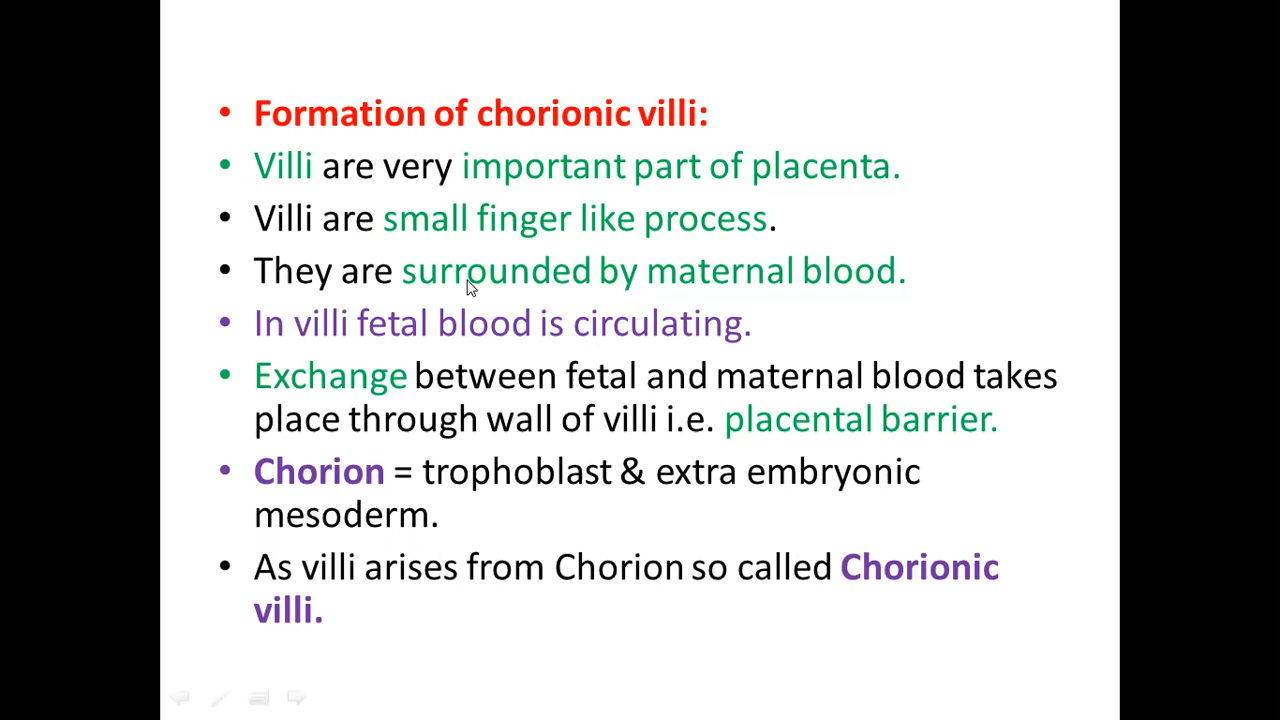 • Formation of chorionic villi:
• Villi are very important part of placenta.
• Villi are small finger like process.
• They are surrounded by maternal blood.
• In villi fetal blood is circulating.
• Exchange between fetal and maternal blood takes
place through wall of villi i.e. placental barrier.
• Chorion = trophoblast & extra embryonic
mesoderm.
• As villi arises from Chorion so called Chorionic
villi.